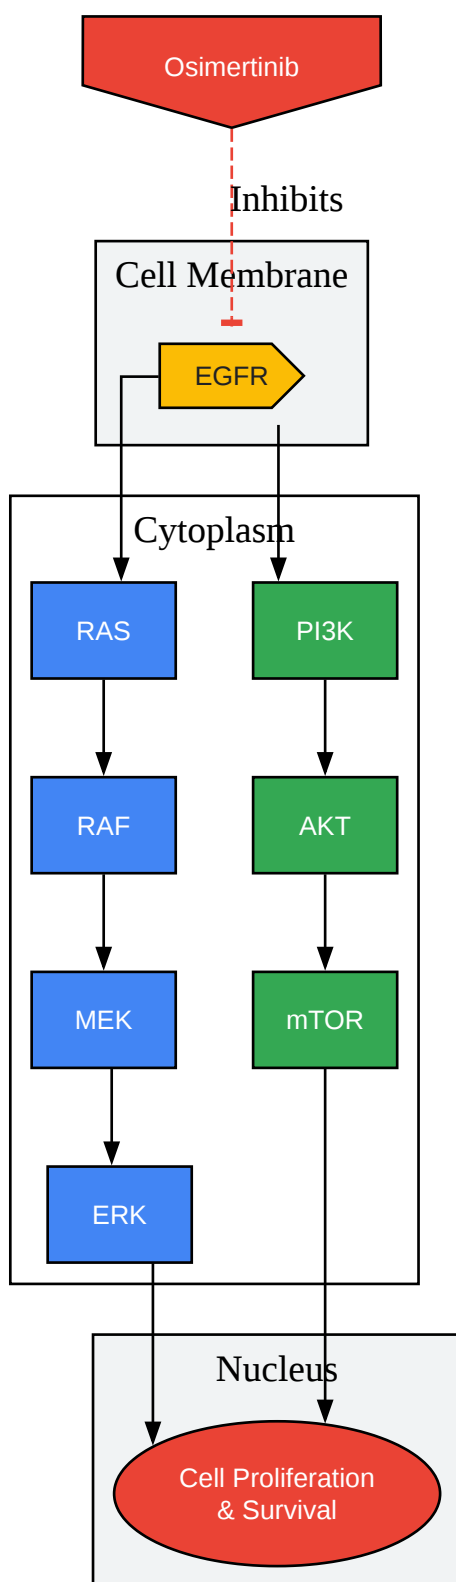 Osimertinib
Inhibits
Cell Membrane
EGFR
Cytoplasm
RAS
PI3K
RAF
AKT
MEK
mTOR
ERK
Nucleus
Cell Proliferation
& Survival